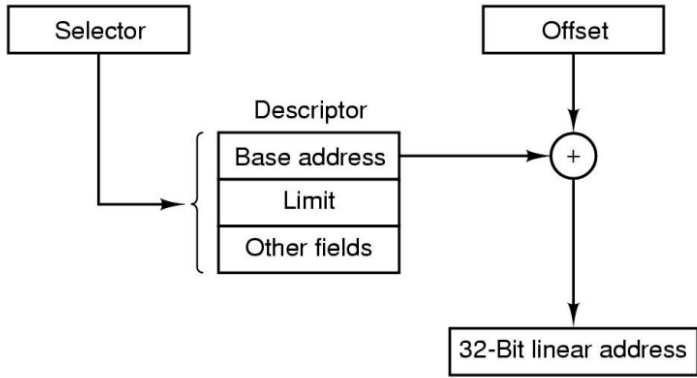 Selector
Offset
Descriptor
Base address
+
Limit
Other fields
32-Bit linear address